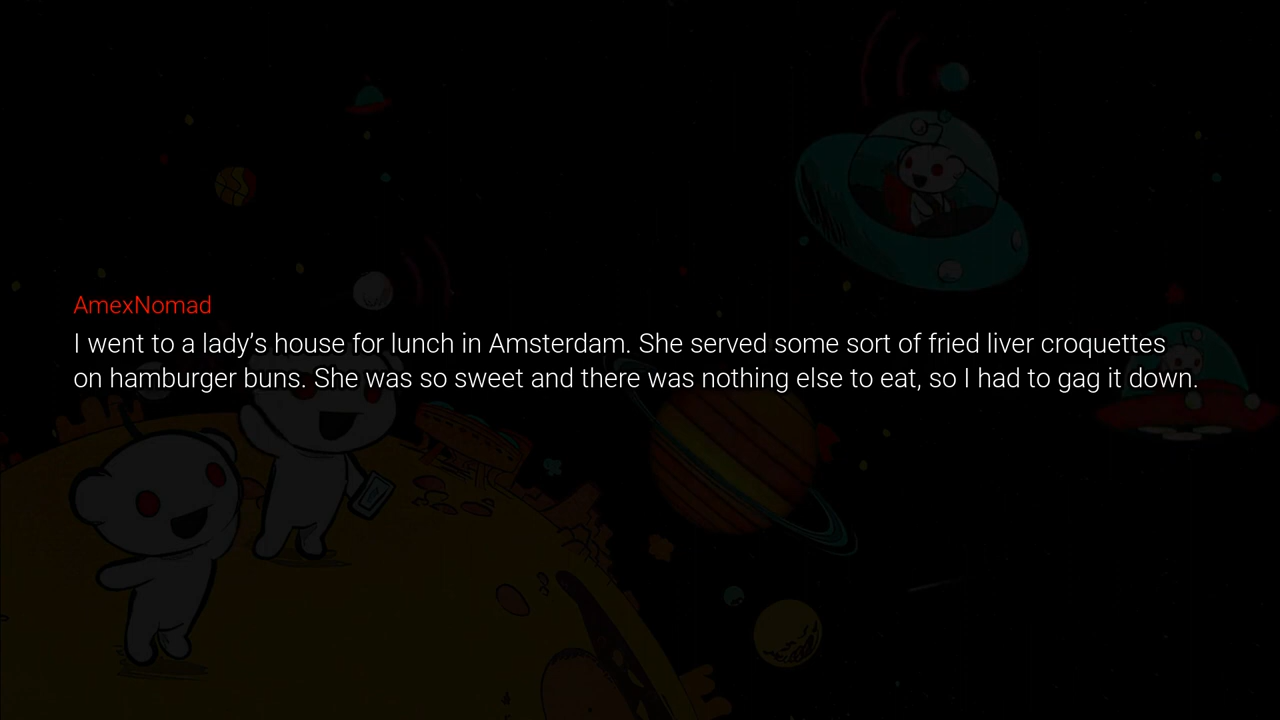 AmexNomad
I went to a lady’s house for lunch in Amsterdam. She served some sort of fried liver croquettes
on hamburger buns. She was so sweet and there was nothing else to eat, so I had to gag it down.